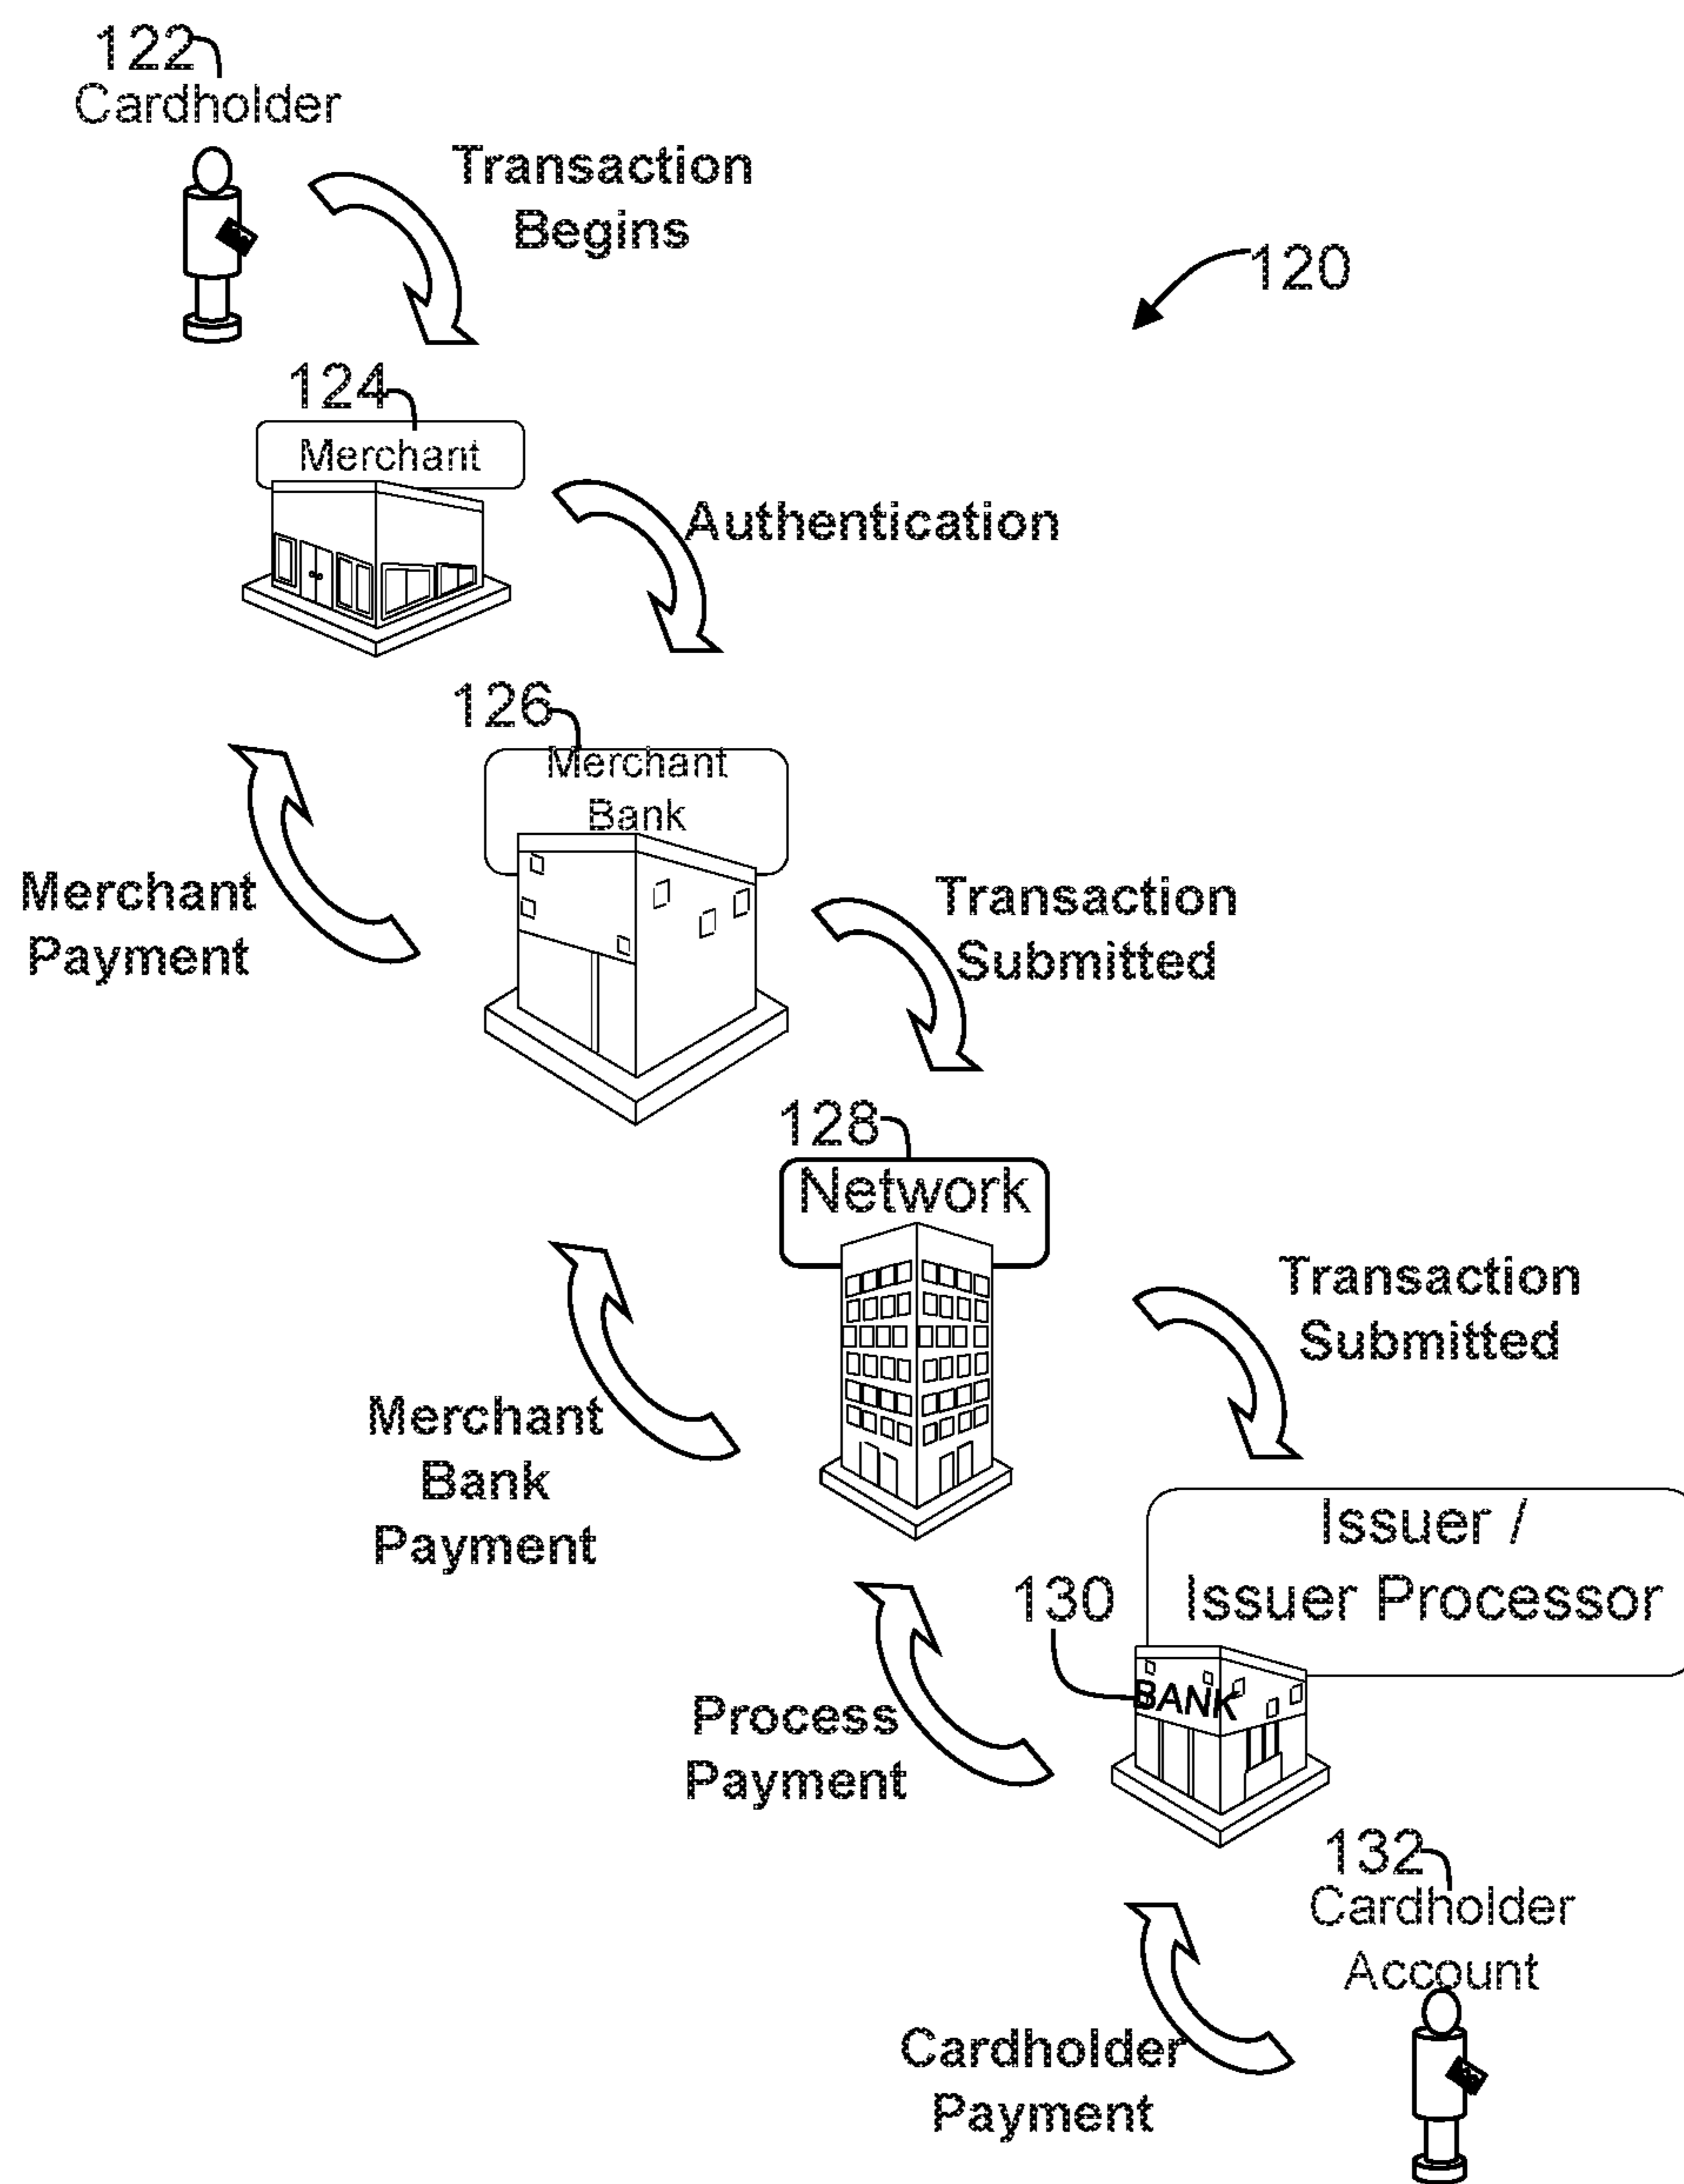 122
Cardholder
Transaction
Begins
120
124
Merchant
Authentication
126
Merchant
Bank
Merchant
Payment
Transaction
Submitted
128
Network
Transaction
Submitted
Merchant
Bank
Payment
Issuer /
Issuer Processor
130
BANK
Process
Payment
132
Cardholder
Account
Cardholder
Payment